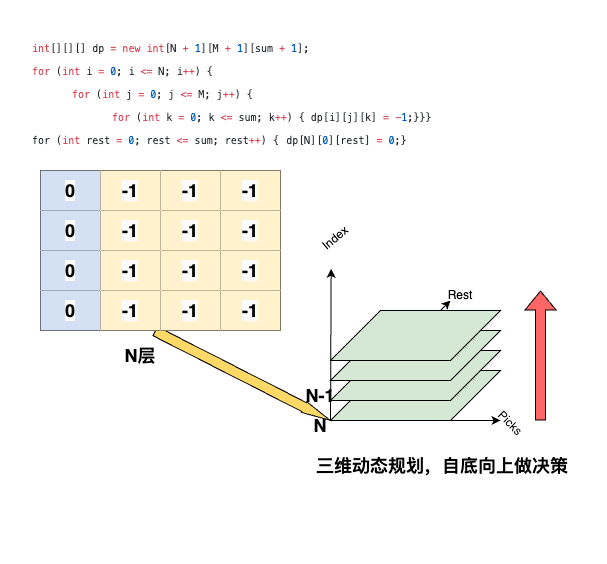 int[][][] dp = new int[N + 1][M + 1][sum + 1];
for (int i = 0; i <= N; i++) {
for (int j = 0; j <= M; j++) {
for (int k = 0; k <= sum; k++) { dp[i][j][k] = -1;}}}
for (int rest = 0; rest <= sum; rest++) { dp[N][0][rest] = 0;}
0 -1 -1 -1
0 -1 -1 -1
0 -1 -1 -1
0 -1 -1 -1
N层
Index
Rest
N-1
N
Picks
三维动态规划，自底向上做决策